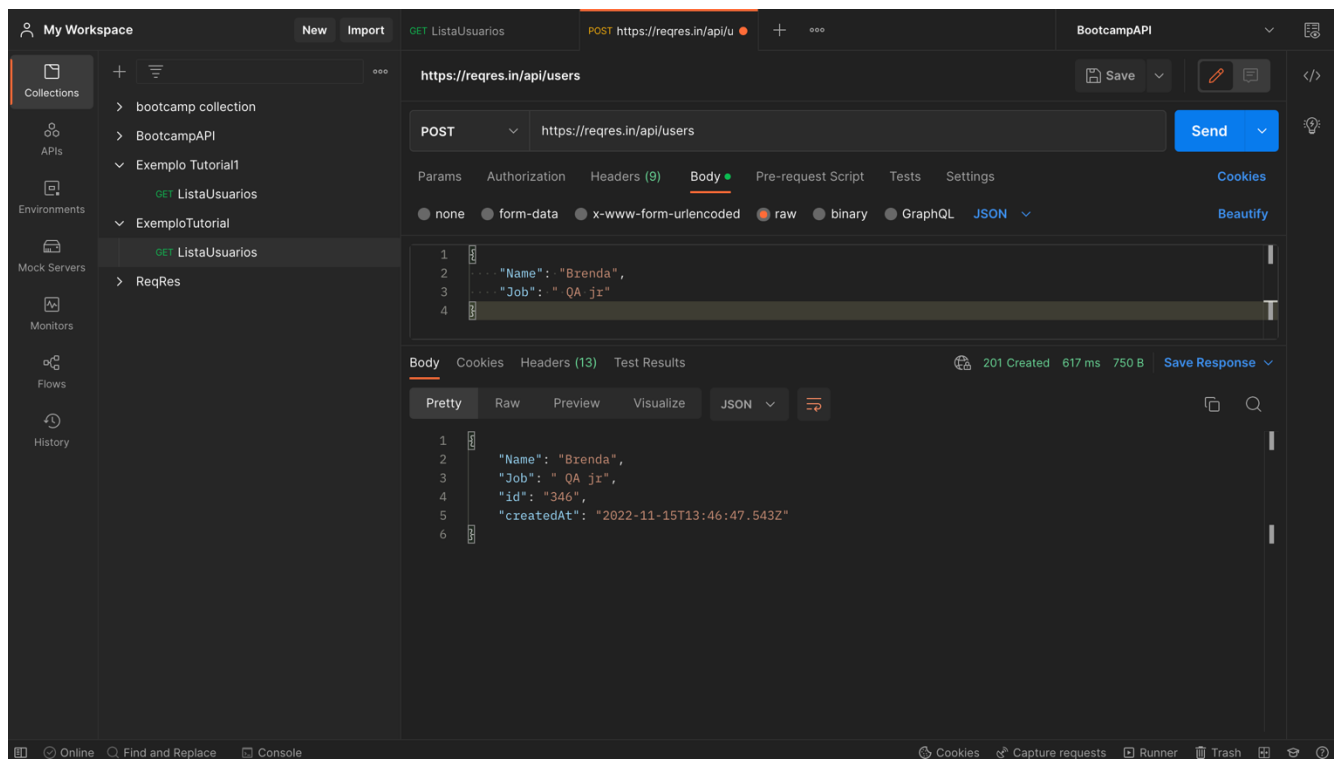 My Workspace New Import GET ListaUsuarios POST https://reqres.in/api/u BootcampAPI
Collections
APIs
Environments
Mock Servers
Monitors
Flows
History
bootcamp collection
BootcampAPI
Exemplo Tutorial1
GET ListaUsuarios
ExemploTutorial
GET ListaUsuarios
ReqRes
https://reqres.in/api/users Save
POST https://reqres.in/api/users Send
Params Authorization Headers (9) Body Pre-request Script Tests Settings Cookies
none form-data x-www-form-urlencoded raw binary GraphQL JSON Beautify
1 {
2 "Name": "Brenda",
3 "Job": " QA jr"
4 }
Body Cookies Headers (13) Test Results 201 Created 617 ms 750 B Save Response
Pretty Raw Preview Visualize JSON
1 {
2 "Name": "Brenda",
3 "Job": " QA jr",
4 "id": "346",
5 "createdAt": "2022-11-15T13:46:47.543Z"
6 }
Online Find and Replace Console Cookies Capture requests Runner Trash